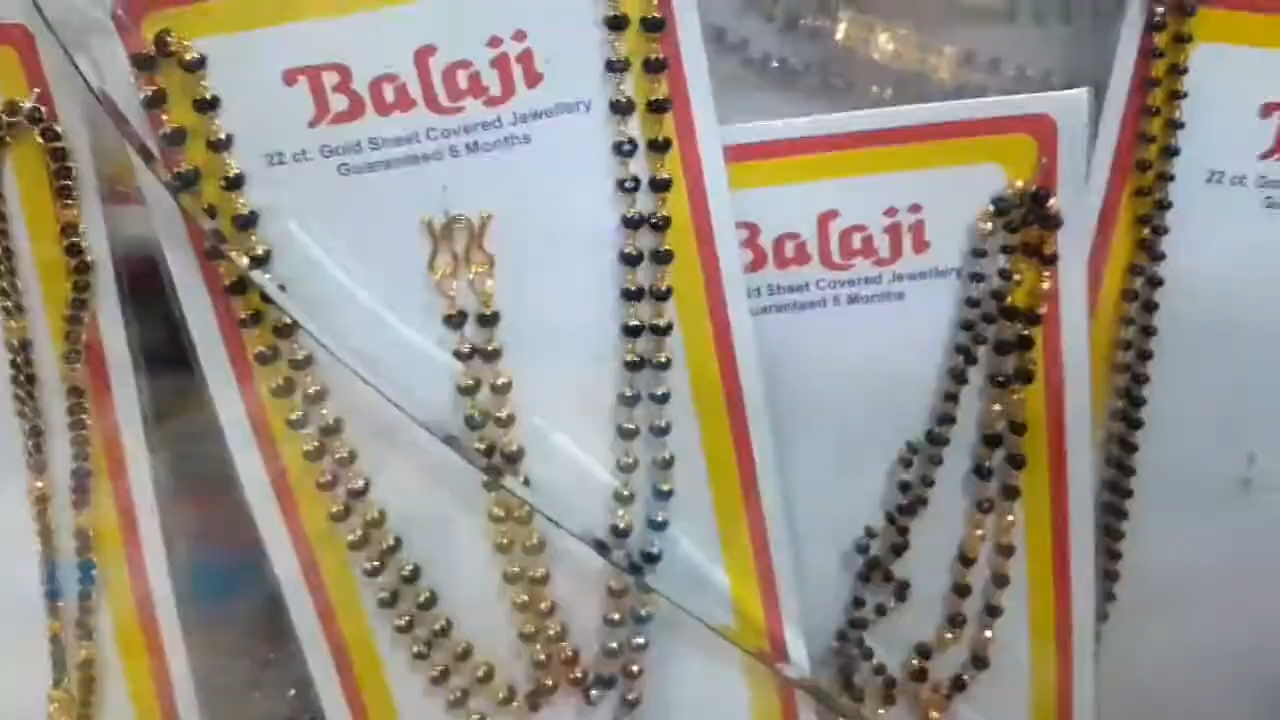 Balaji
22 ct. Gold Sheet Covered Jewellery
Guaranteed 6 Months
Balaji
Sheet Covered Jewellery
Guaranteed 6 Months
22 ct.